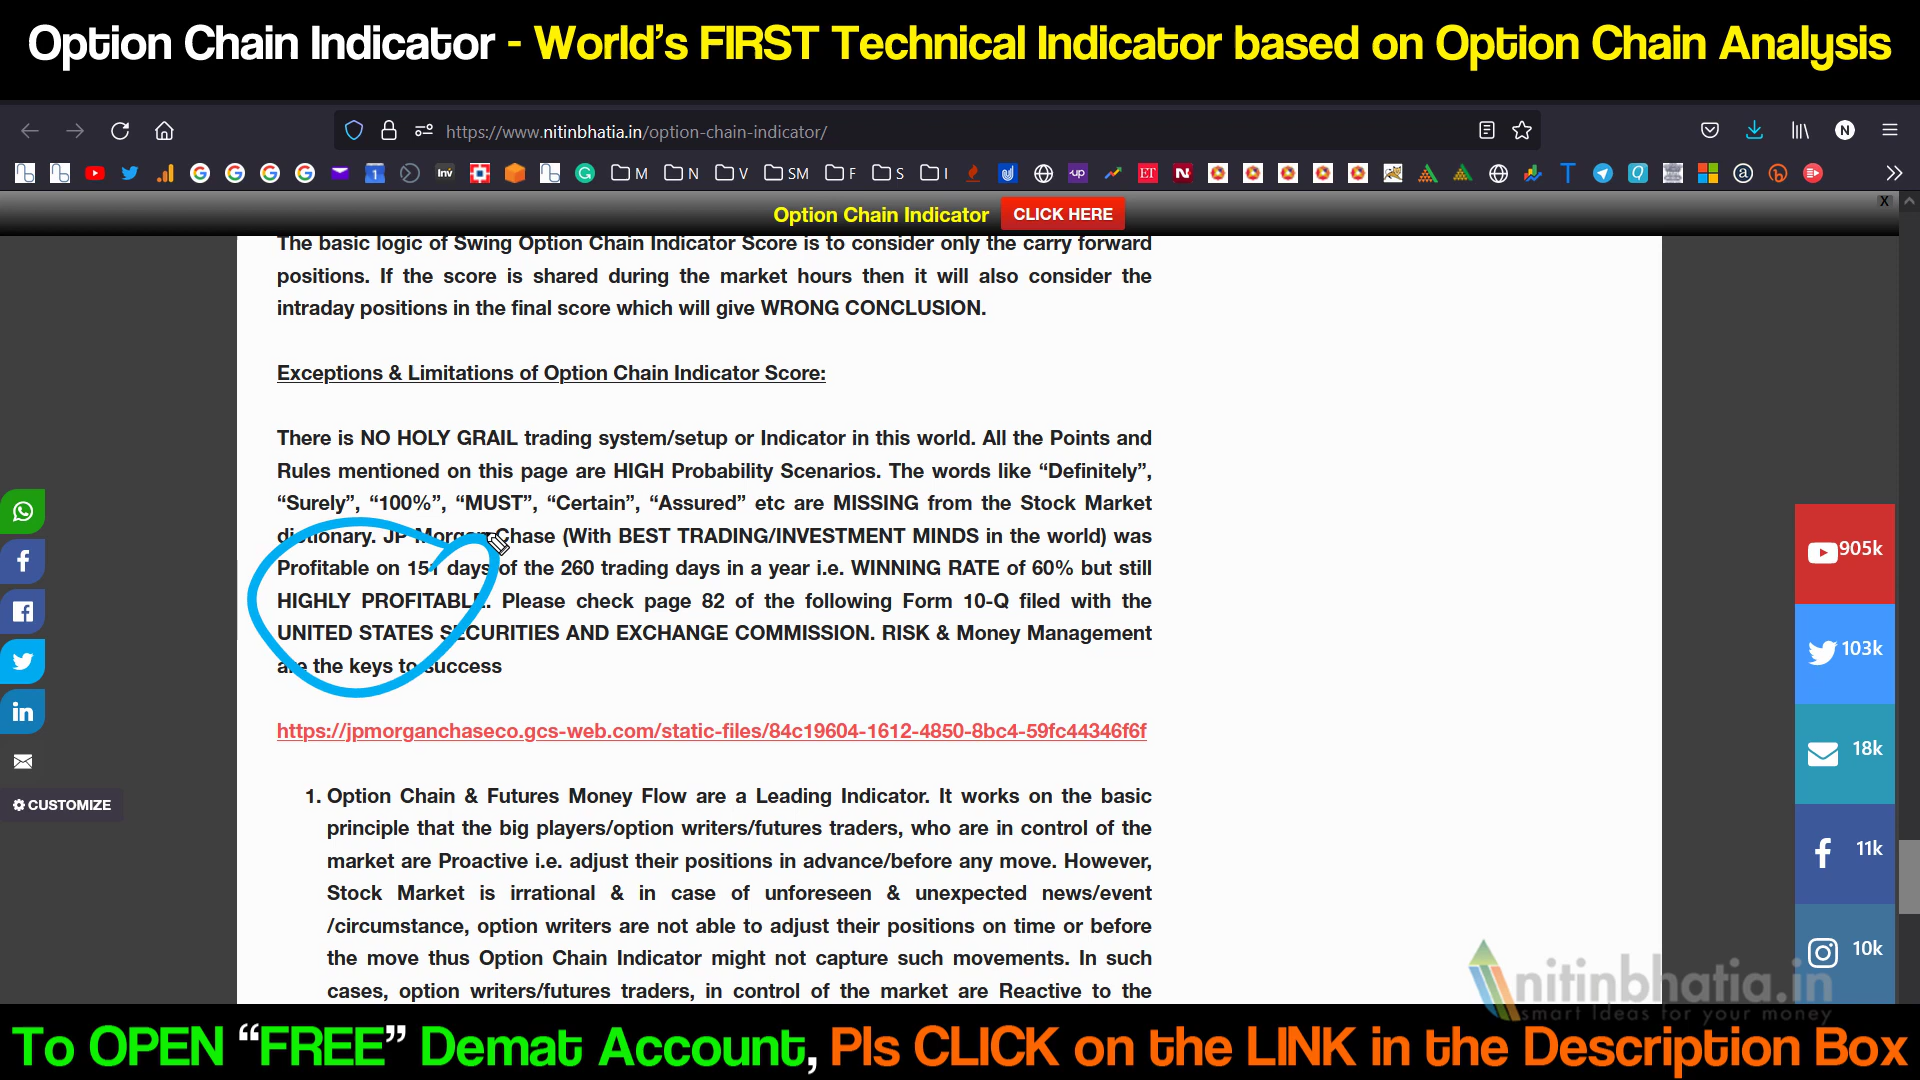 Option Chain Indicator - World's FIRST Technical Indicator based on Option Chain Analysis
https://www.nitinbhatia.in/option-chain-indicator/
M N V SM F S I
Option Chain Indicator CLICK HERE X
The basic logic of Swing Option Chain Indicator Score is to consider only the carry forward
positions. If the score is shared during the market hours then it will also consider the
intraday positions in the final score which will give WRONG CONCLUSION.
Exceptions & Limitations of Option Chain Indicator Score:
There is NO HOLY GRAIL trading system/setup or Indicator in this world. All the Points and
Rules mentioned on this page are HIGH Probability Scenarios. The words like “Definitely”,
“Surely”, “100%”, “MUST”, “Certain”, “Assured” etc are MISSING from the Stock Market
dictionary. JP Morgan Chase (With BEST TRADING/INVESTMENT MINDS in the world) was
Profitable on 151 days of the 260 trading days in a year i.e. WINNING RATE of 60% but still
HIGHLY PROFITABLE. Please check page 82 of the following Form 10-Q filed with the
UNITED STATES SECURITIES AND EXCHANGE COMMISSION. RISK & Money Management
are the keys to success
https://jpmorganchaseco.gcs-web.com/static-files/84c19604-1612-4850-8bc4-59fc44346f6f
1. Option Chain & Futures Money Flow are a Leading Indicator. It works on the basic
principle that the big players/option writers/futures traders, who are in control of the
market are Proactive i.e. adjust their positions in advance/before any move. However,
Stock Market is irrational & in case of unforeseen & unexpected news/event
/circumstance, option writers are not able to adjust their positions on time or before
the move thus Option Chain Indicator might not capture such movements. In such
cases, option writers/futures traders, in control of the market are Reactive to the
CUSTOMIZE
905k
103k
18k
11k
10k
nitinbhatia.in
smart Ideas for your money
To OPEN “FREE” Demat Account, Pls CLICK on the LINK in the Description Box